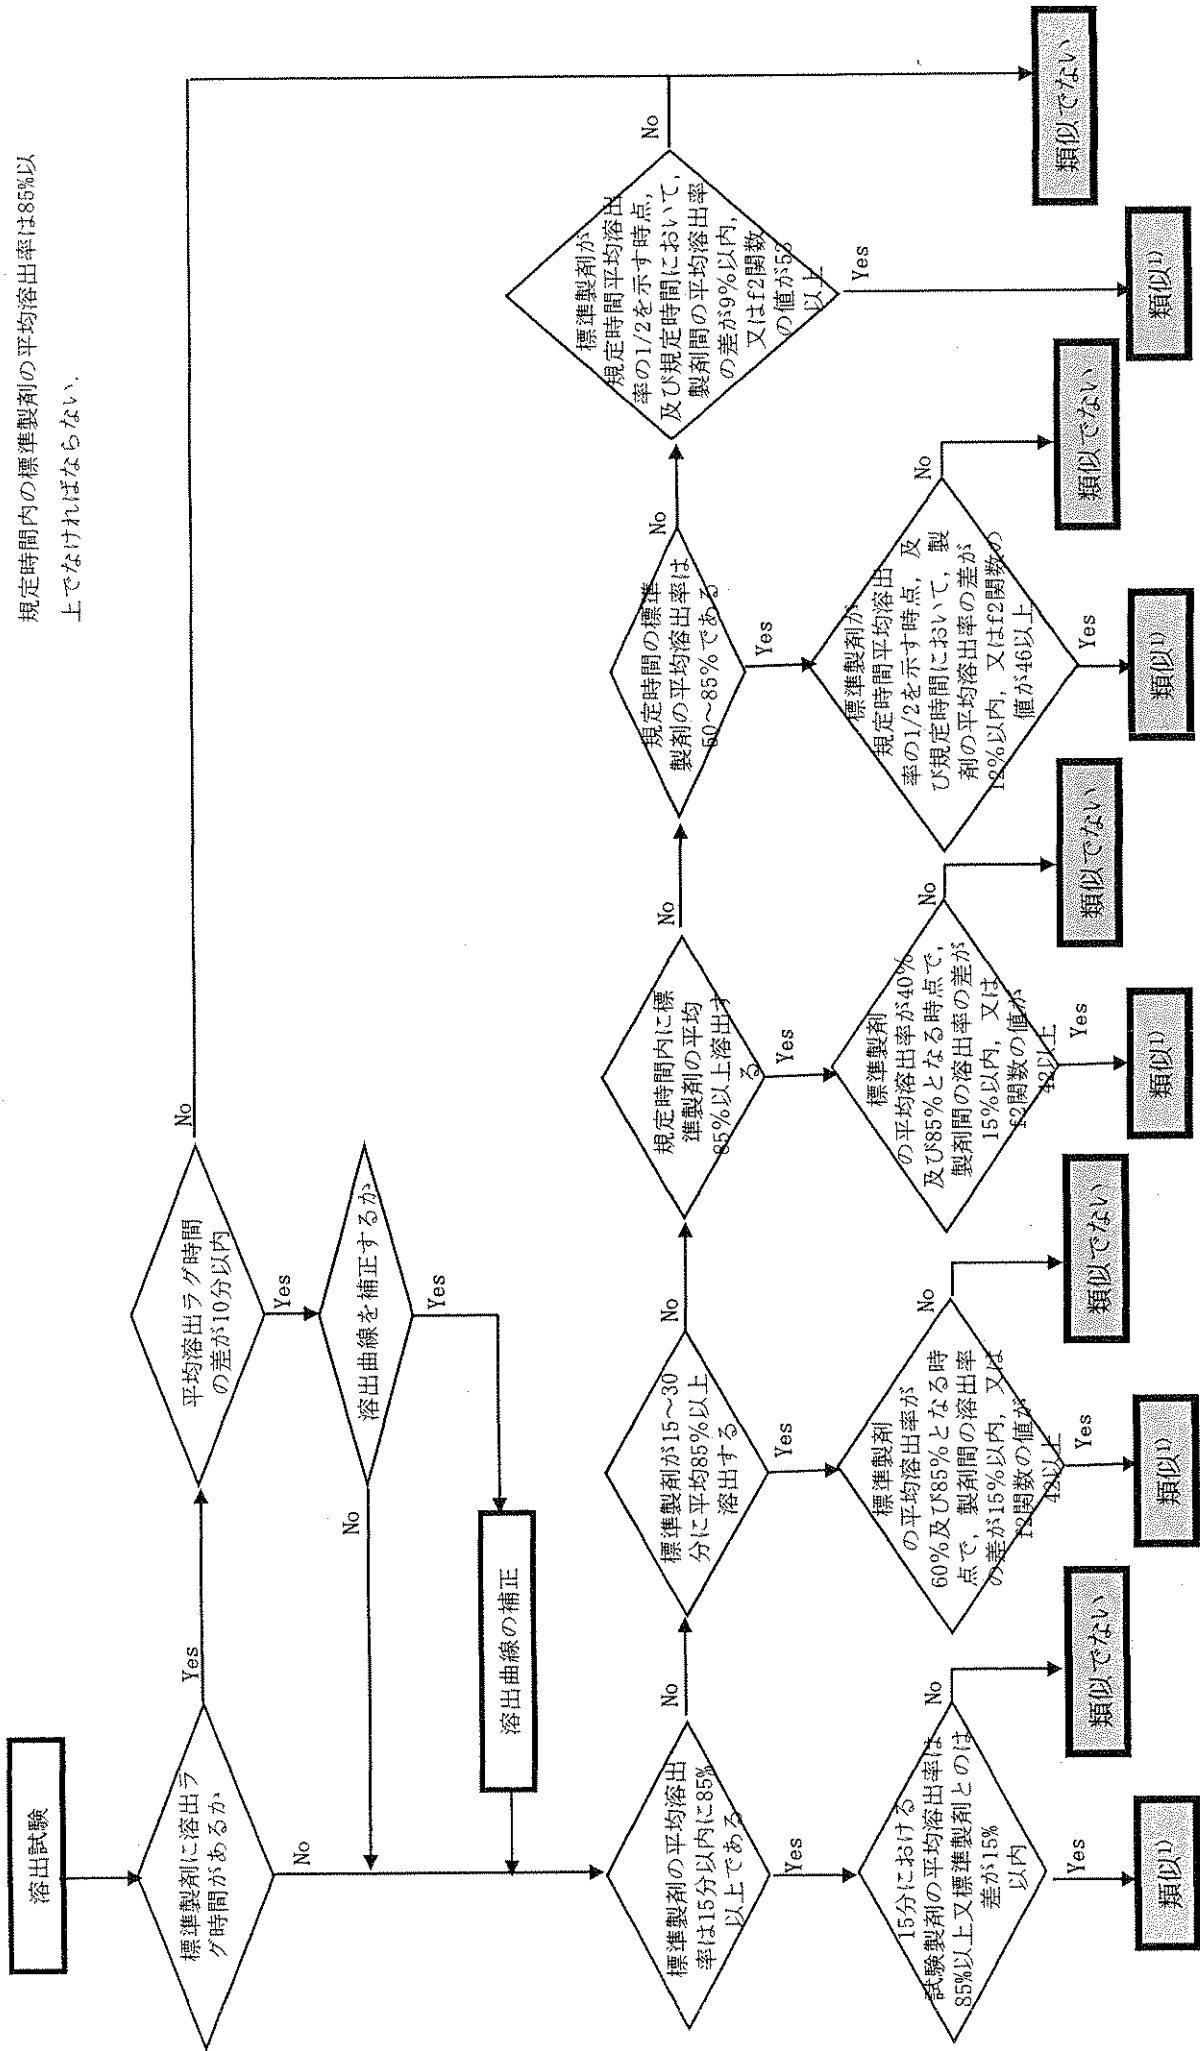 規定時間内の標準製剤の平均溶出率は85%以
上でなければならない.
溶出試験
標準製剤に溶出ラ
グ時間があるか
Yes
No
平均溶出ラグ時間
の差が10分以内
No
Yes
溶出曲線を補正するか
No
Yes
溶出曲線の補正
標準製剤の平均溶出
率は15分以内に85%
以上である
No
Yes
標準製剤が15～30
分に平均85%以上
溶出する
No
Yes
規定時間内に標
準製剤の平均
85%以上溶出す
る
No
Yes
規定時間の標準
製剤の平均溶出率は
50～85%である
No
Yes
標準製剤が
規定時間平均溶出
率の1/2を示す時点,
及び規定時間において,
製剤間の平均溶出率
の差が9%以内,
又はf2関数
の値が53
以上
No
Yes
15分における
試験製剤の平均溶出率は
85%以上又標準製剤とのは
差が15%
以内
No
Yes
標準製剤
の平均溶出率が
60%及び85%となる時
点で, 製剤間の溶出率
の差が15%以内, 又は
f2関数の値が
42以上
No
Yes
標準製剤
の平均溶出率が40%
及び85%となる時点で,
製剤間の溶出率の差が
15%以内, 又は
f2関数の値が
42以上
No
Yes
標準製剤が
規定時間平均溶出
率の1/2を示す時点, 及
び規定時間において, 製
剤の平均溶出率の差が
12%以内, 又はf2関数の
値が46以上
No
Yes
類似でない
類似でない
類似でない
類似でない
類似でない
類似1)
類似1)
類似1)
類似1)
類似1)